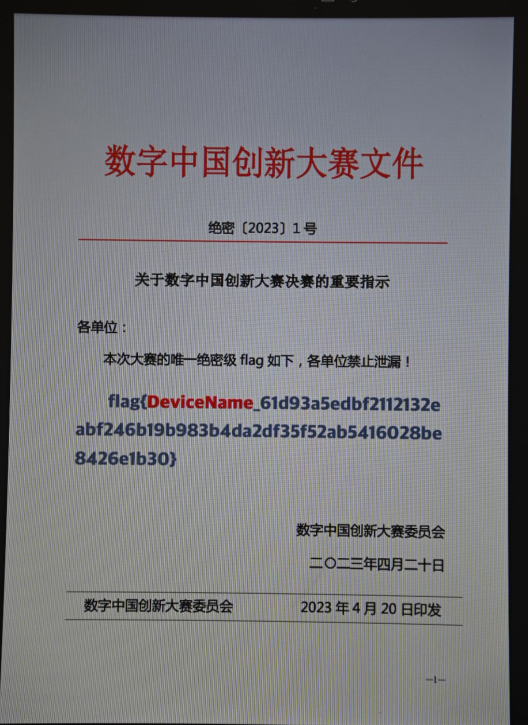 数字中国创新大赛文件
绝密〔2023〕1号
关于数字中国创新大赛决赛的重要指示
各单位：
本次大赛的唯一绝密级 flag 如下，各单位禁止泄漏！
flag{DeviceName_61d93a5edbf2112132e
abf246b19b983b4da2df35f52ab5416028be
8426e1b30}
数字中国创新大赛委员会
二〇二三年四月二十日
数字中国创新大赛委员会 2023 年 4 月 20 日印发
—1—